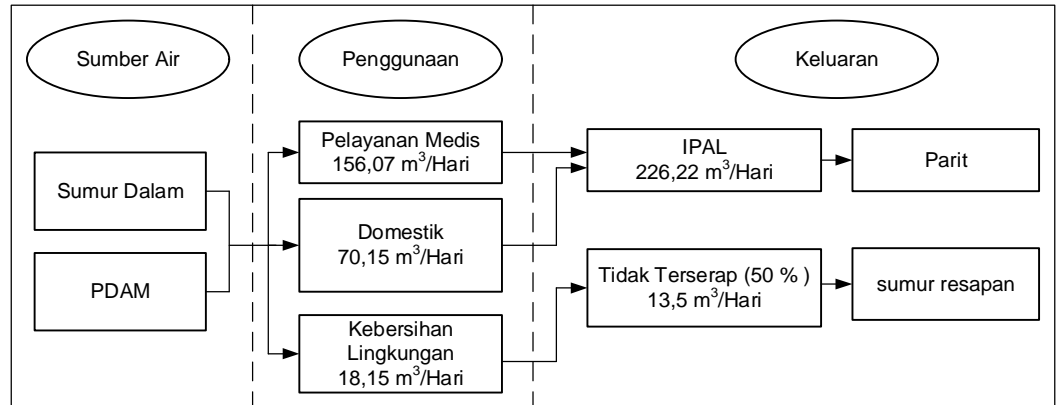 Sumber Air
Penggunaan
Keluaran
Sumur Dalam
PDAM
Pelayanan Medis
156,07 m³/Hari
Domestik
70,15 m³/Hari
Kebersihan
Lingkungan
18,15 m³/Hari
IPAL
226,22 m³/Hari
Tidak Terserap (50 % )
13,5 m³/Hari
Parit
sumur resapan